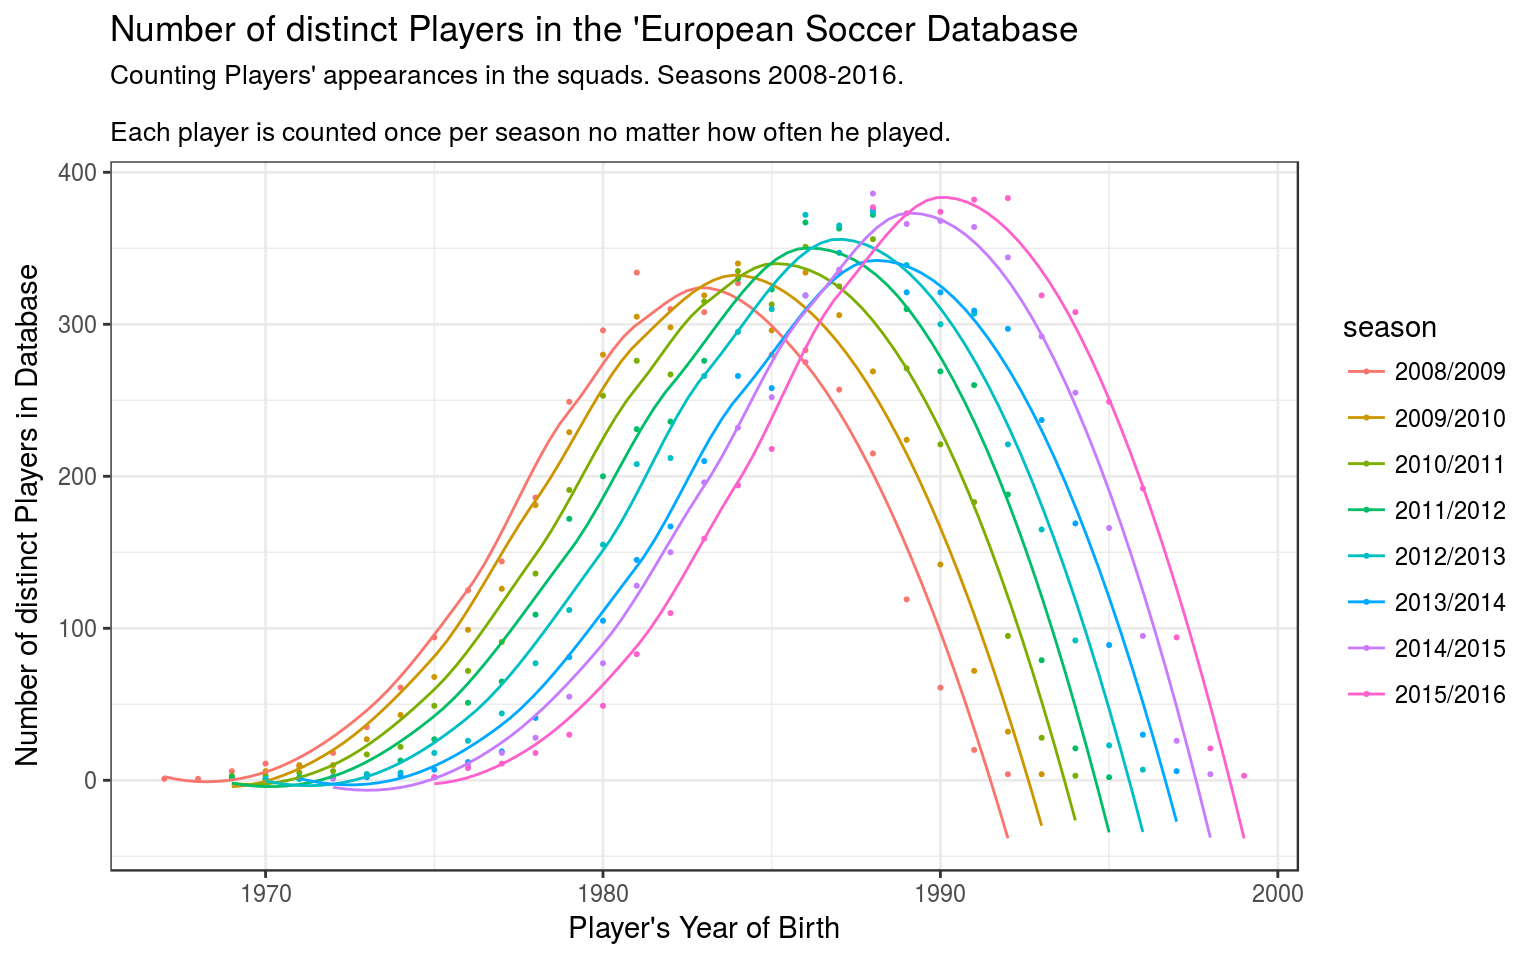 Number of distinct Players in the 'European Soccer Database
Counting Players' appearances in the squads. Seasons 2008-2016.
Each player is counted once per season no matter how often he played.
Number of distinct Players in Database
400
300
200
100
0
1970
1980
1990
2000
Player's Year of Birth
season
2008/2009
2009/2010
2010/2011
2011/2012
2012/2013
2013/2014
2014/2015
2015/2016